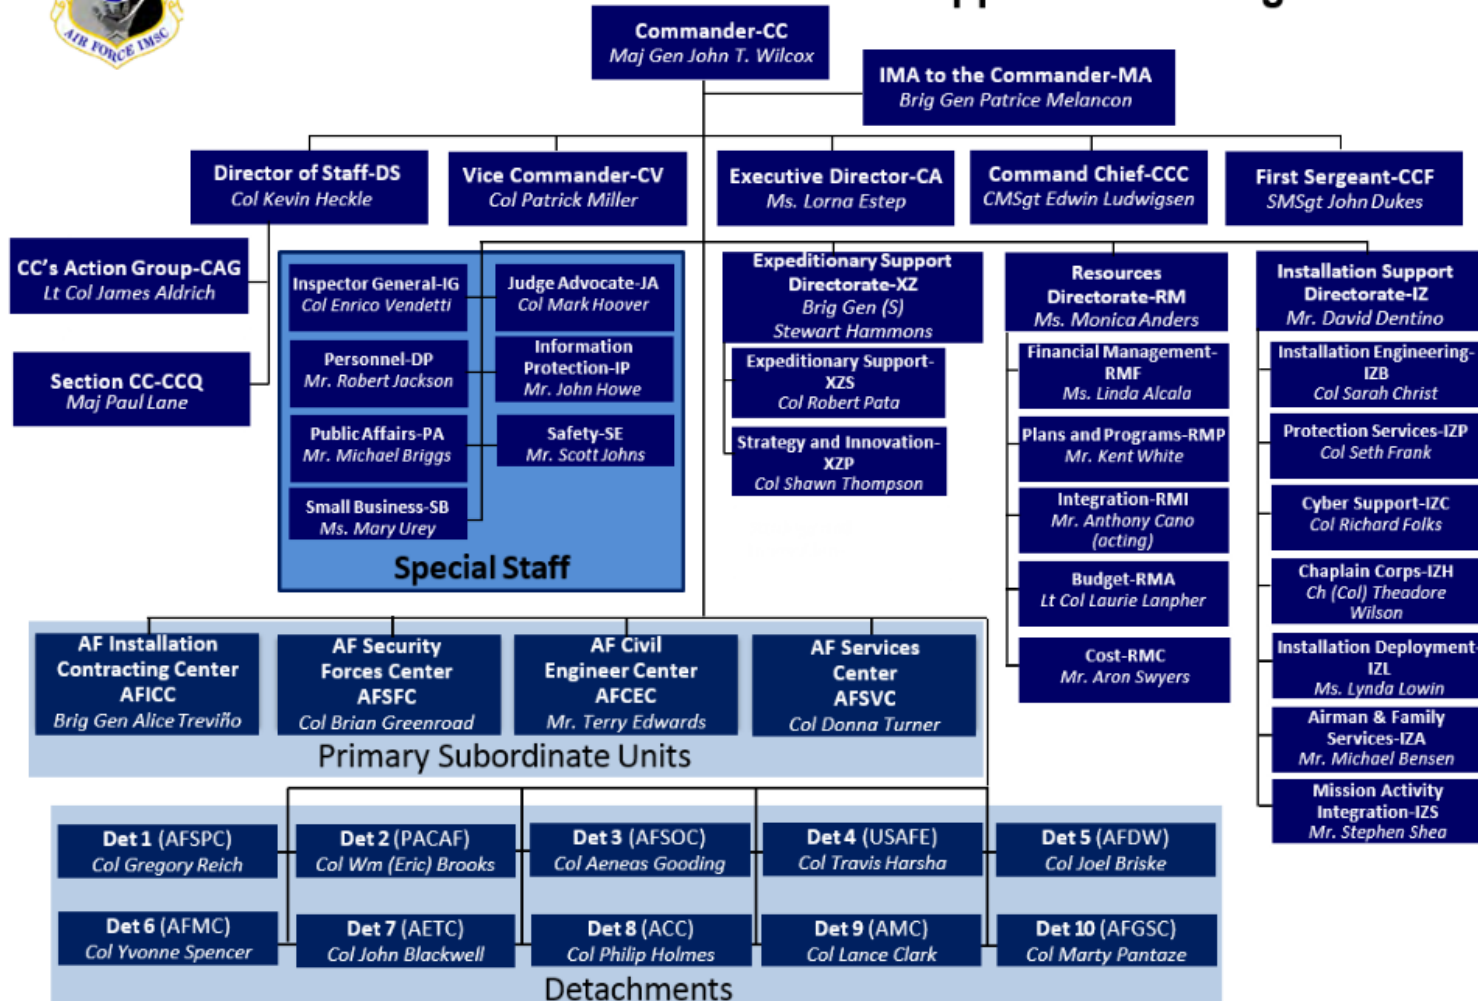 AIR FORCE IMSC
Commander-CC
Maj Gen John T. Wilcox
IMA to the Commander-MA
Brig Gen Patrice Melancon
Director of Staff-DS
Col Kevin Heckle
Vice Commander-CV
Col Patrick Miller
Executive Director-CA
Ms. Lorna Estep
Command Chief-CCC
CMSgt Edwin Ludwigsen
First Sergeant-CCF
SMSgt John Dukes
CC's Action Group-CAG
Lt Col James Aldrich
Section CC-CCQ
Maj Paul Lane
Inspector General-IG
Col Enrico Vendetti
Judge Advocate-JA
Col Mark Hoover
Personnel-DP
Mr. Robert Jackson
Information
Protection-IP
Mr. John Howe
Public Affairs-PA
Mr. Michael Briggs
Safety-SE
Mr. Scott Johns
Small Business-SB
Ms. Mary Urey
Special Staff
Expeditionary Support
Directorate-XZ
Brig Gen (S)
Stewart Hammons
Expeditionary Support-
XZS
Col Robert Pata
Strategy and Innovation-
XZP
Col Shawn Thompson
Resources
Directorate-RM
Ms. Monica Anders
Financial Management-
RMF
Ms. Linda Alcala
Plans and Programs-RMP
Mr. Kent White
Integration-RMI
Mr. Anthony Cano
(acting)
Budget-RMA
Lt Col Laurie Lanpher
Cost-RMC
Mr. Aron Swyers
Installation Support
Directorate-IZ
Mr. David Dentino
Installation Engineering-
IZB
Col Sarah Christ
Protection Services-IZP
Col Seth Frank
Cyber Support-IZC
Col Richard Folks
Chaplain Corps-IZH
Ch (Col) Theadore
Wilson
Installation Deployment-
IZL
Ms. Lynda Lowin
Airman & Family
Services-IZA
Mr. Michael Bensen
Mission Activity
Integration-IZS
Mr. Stephen Shea
AF Installation
Contracting Center
AFICC
Brig Gen Alice Treviño
AF Security
Forces Center
AFSFC
Col Brian Greenroad
AF Civil
Engineer Center
AFCEC
Mr. Terry Edwards
AF Services
Center
AFSVC
Col Donna Turner
Primary Subordinate Units
Det 1 (AFSPC)
Col Gregory Reich
Det 2 (PACAF)
Col Wm (Eric) Brooks
Det 3 (AFSOC)
Col Aeneas Gooding
Det 4 (USAFE)
Col Travis Harsha
Det 5 (AFDW)
Col Joel Briske
Det 6 (AFMC)
Col Yvonne Spencer
Det 7 (AETC)
Col John Blackwell
Det 8 (ACC)
Col Philip Holmes
Det 9 (AMC)
Col Lance Clark
Det 10 (AFGSC)
Col Marty Pantaze
Detachments